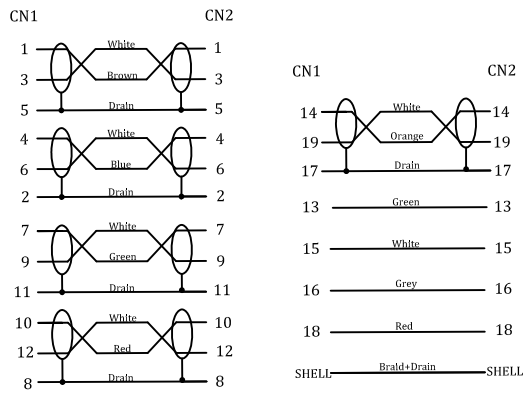 CN1 CN2
1 White 1
3 Brown 3
5 Drain 5
4 White 4
6 Blue 6
2 Drain 2
7 White 7
9 Green 9
11 Drain 11
10 White 10
12 Red 12
8 Drain 8
CN1 CN2
14 White 14
19 Orange 19
17 Drain 17
13 Green 13
15 White 15
16 Grey 16
18 Red 18
SHELL Braid+Drain SHELL